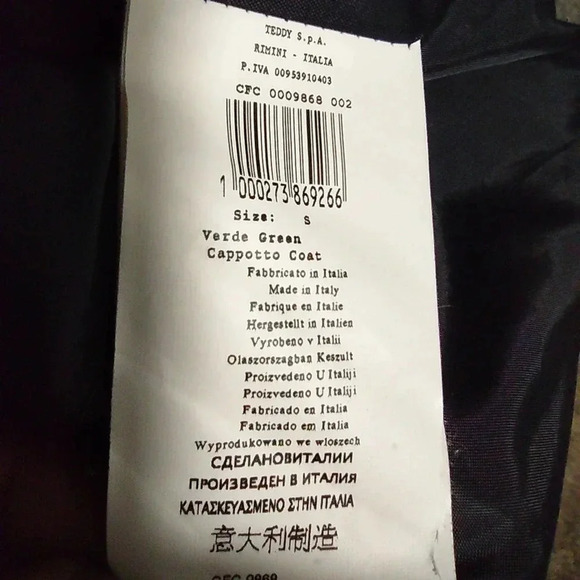 TEDDY S.p.A.
RIMINI - ITALIA
P.IVA 00953910403
CFC 0009868 002
1 000273 869266
Size: S
Verde Green
Cappotto Coat
Fabbricato in Italia
Made in Italy
Fabrique en Italie
Hergestellt in Italien
Vyrobeno v Italii
Olaszorszagban Keszult
Proizvedeno U Italiji
Proizvedeno U Italiji
Fabricado en Italia
Fabricado em Italia
Wyprodukowano we wloszech
СДЕЛАНОВИТАЛИИ
ПРОИЗВЕДЕН В ИТАЛИЯ
ΚΑΤΑΣΚΕΥΑΣΜΕΝΟ ΣΤΗΝ ΙΤΑΛΙΑ
意大利制造